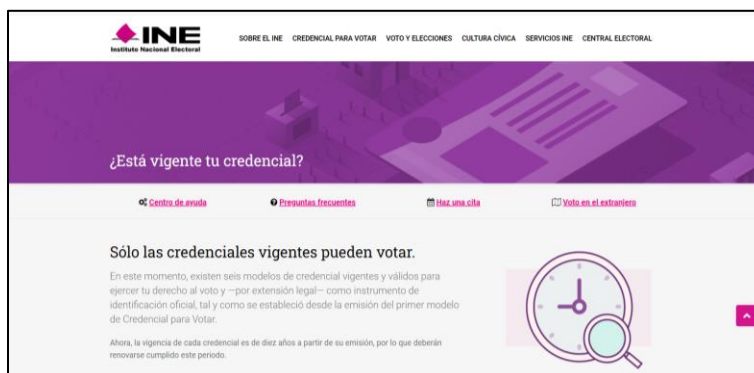 INE
Instituto Nacional Electoral
SOBRE EL INE CREDENCIAL PARA VOTAR VOTO Y ELECCIONES CULTURA CÍVICA SERVICIOS INE CENTRAL ELECTORAL
¿Está vigente tu credencial?
Centro de ayuda Preguntas frecuentes Haz una cita Voto en el extranjero
Sólo las credenciales vigentes pueden votar.
En este momento, existen seis modelos de credencial vigentes y válidos para
ejercer tu derecho al voto y —por extensión legal— como instrumento de
identificación oficial, tal y como se estableció desde la emisión del primer modelo
de Credencial para Votar.
Ahora, la vigencia de cada credencial es de diez años a partir de su emisión, por lo que deberán
renovarse cumplido este periodo.